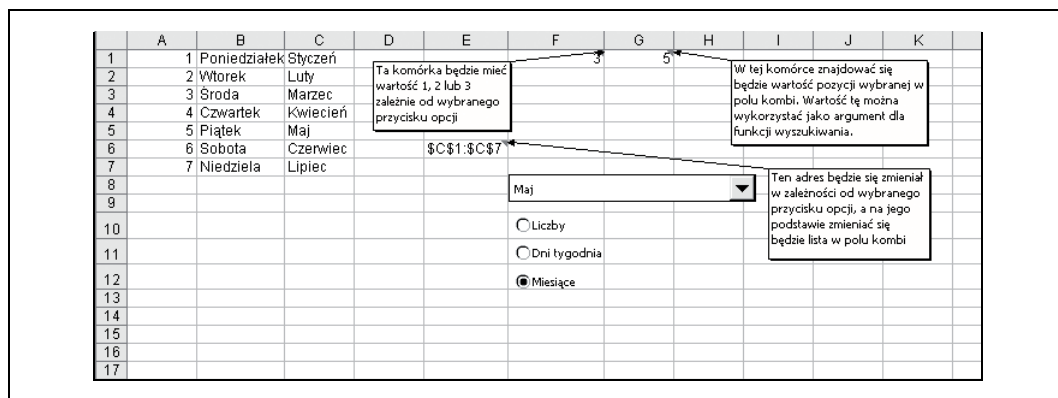 A B C D E F G H I J K
1 1 Poniedziałek Styczeń 3 5
2 2 Wtorek Luty
3 3 Środa Marzec
4 4 Czwartek Kwiecień
5 5 Piątek Maj
6 6 Sobota Czerwiec $C$1:$C$7
7 7 Niedziela Lipiec
8
9
10
11
12
13
14
15
16
17
Ta komórka będzie mieć
wartość 1, 2 lub 3
zależnie od wybranego
przycisku opcji
W tej komórce znajdować się
będzie wartość pozycji wybranej w
polu kombi. Wartość tę można
wykorzystać jako argument dla
funkcji wyszukiwania.
Ten adres będzie się zmieniał
w zależności od wybranego
przycisku opcji, a na jego
podstawie zmieniać się
będzie lista w polu kombi
Maj
Liczby
Dni tygodnia
Miesiące